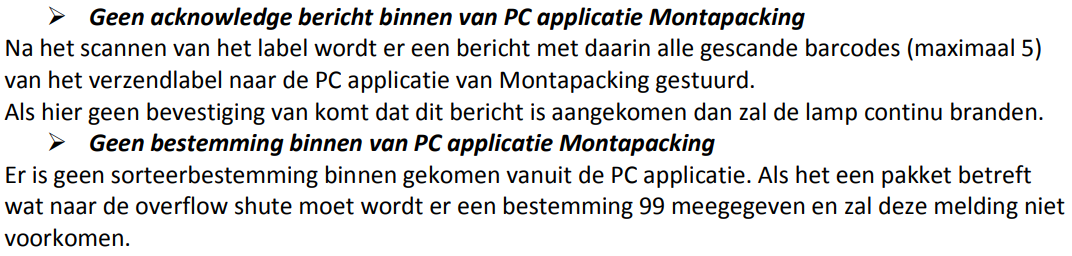 ➢ Geen acknowledge bericht binnen van PC applicatie Montapacking
Na het scannen van het label wordt er een bericht met daarin alle gescande barcodes (maximaal 5)
van het verzendlabel naar de PC applicatie van Montapacking gestuurd.
Als hier geen bevestiging van komt dat dit bericht is aangekomen dan zal de lamp continu branden.
➢ Geen bestemming binnen van PC applicatie Montapacking
Er is geen sorteerbestemming binnen gekomen vanuit de PC applicatie. Als het een pakket betreft
wat naar de overflow shute moet wordt er een bestemming 99 meegegeven en zal deze melding niet
voorkomen.